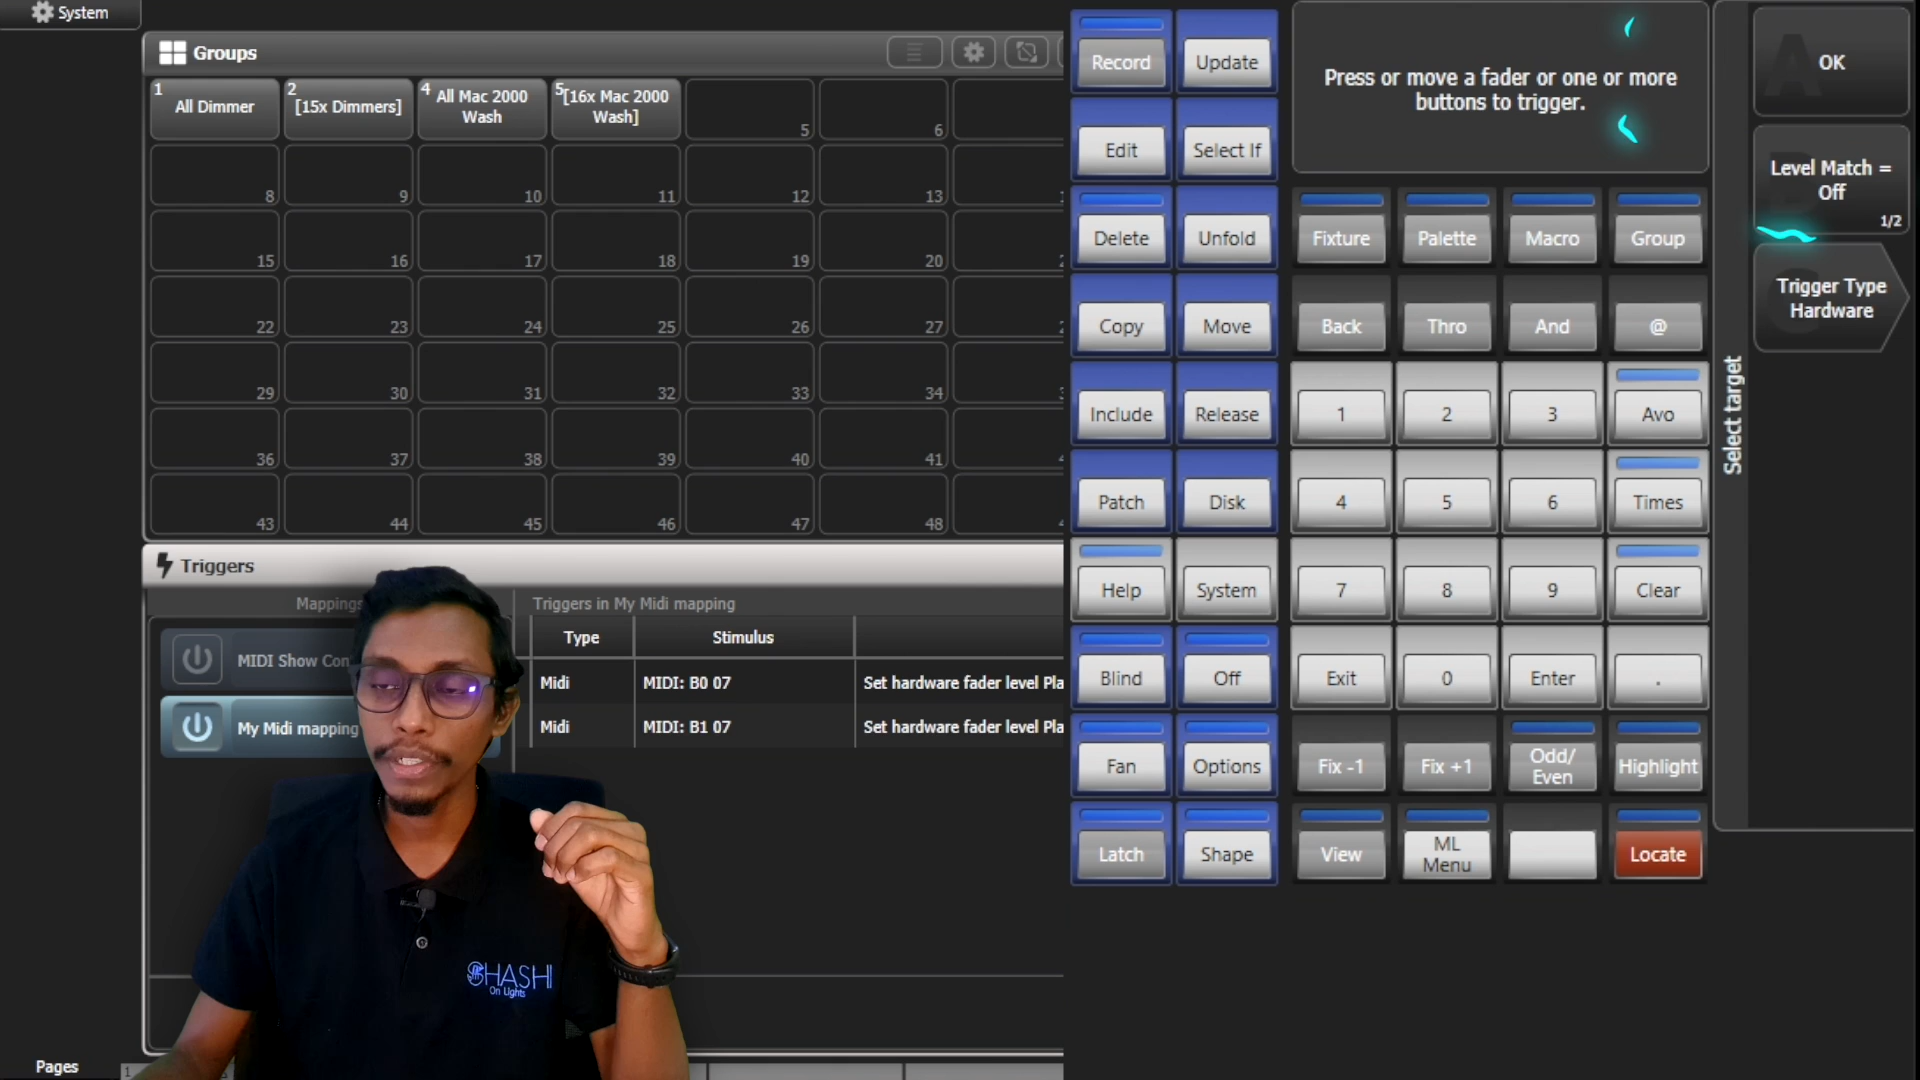 System
Groups
1 All Dimmer
2 [15x Dimmers]
4 All Mac 2000 Wash
5 [16x Mac 2000 Wash]
5
6
8
9
10
11
12
13
15
16
17
18
19
20
22
23
24
25
26
27
29
30
31
32
33
34
36
37
38
39
40
41
43
44
45
46
47
48
Triggers
Mappings
Triggers in My Midi mapping
Type
Stimulus
MIDI Show Con
My Midi mapping
Midi
MIDI: B0 07
Set hardware fader level Pla
Midi
MIDI: B1 07
Set hardware fader level Pla
SHASHI
On Lights
Pages
1
Record
Update
Edit
Select If
Delete
Unfold
Copy
Move
Include
Release
Patch
Disk
Help
System
Blind
Off
Fan
Options
Latch
Shape
Press or move a fader or one or more
buttons to trigger.
Fixture
Palette
Macro
Group
Back
Thro
And
@
1
2
3
Avo
4
5
6
Times
7
8
9
Clear
Exit
0
Enter
.
Fix -1
Fix +1
Odd/
Even
Highlight
View
ML
Menu
Locate
Select target
A
OK
Level Match =
Off
1/2
C
Trigger Type
Hardware